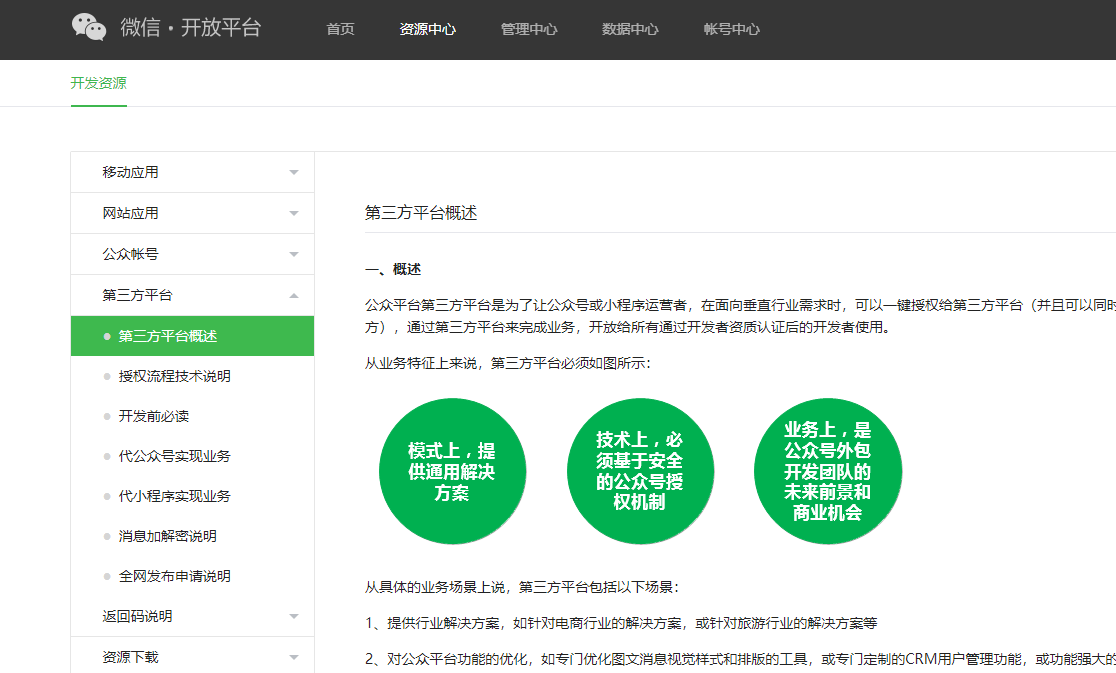 微信·开放平台
首页 资源中心 管理中心 数据中心 帐号中心
开发资源
移动应用
网站应用
公众帐号
第三方平台
第三方平台概述
授权流程技术说明
开发前必读
代公众号实现业务
代小程序实现业务
消息加解密说明
全网发布申请说明
返回码说明
资源下载
第三方平台概述
一、概述
公众平台第三方平台是为了让公众号或小程序运营者，在面向垂直行业需求时，可以一键授权给第三方平台（并且可以同时
方），通过第三方平台来完成业务，开放给所有通过开发者资质认证后的开发者使用。
从业务特征上来说，第三方平台必须如图所示：
模式上，提
供通用解决
方案
技术上，必
须基于安全
的公众号授
权机制
业务上，是
公众号外包
开发团队的
未来前景和
商业机会
从具体的业务场景上说，第三方平台包括以下场景：
1、提供行业解决方案，如针对电商行业的解决方案，或针对旅游行业的解决方案等
2、对公众平台功能的优化，如专门优化图文消息视觉样式和排版的工具，或专门定制的CRM用户管理功能，或功能强大的